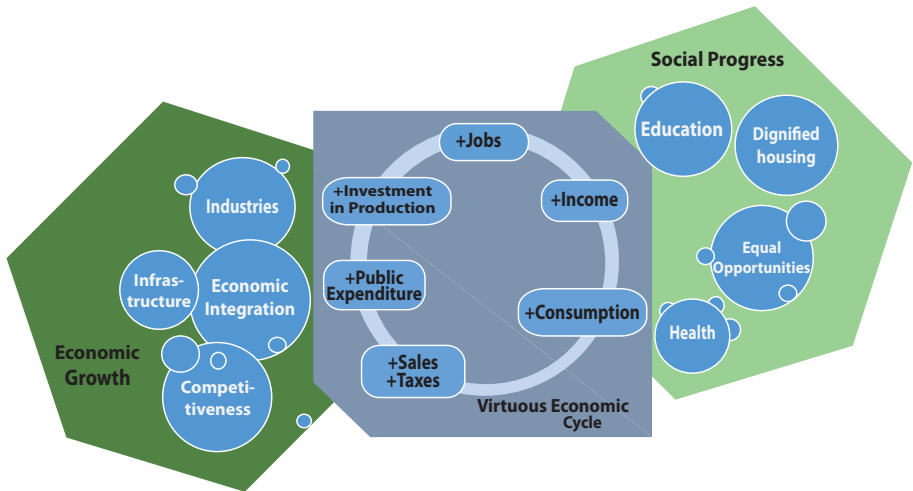 Economic
Growth
Industries
Infras-
tructure
Economic
Integration
Competi-
tiveness
+Jobs
+Income
+Consumption
+Sales
+Taxes
+Public
Expenditure
+Investment
in Production
Virtuous Economic
Cycle
Social Progress
Education
Dignified
housing
Equal
Opportunities
Health